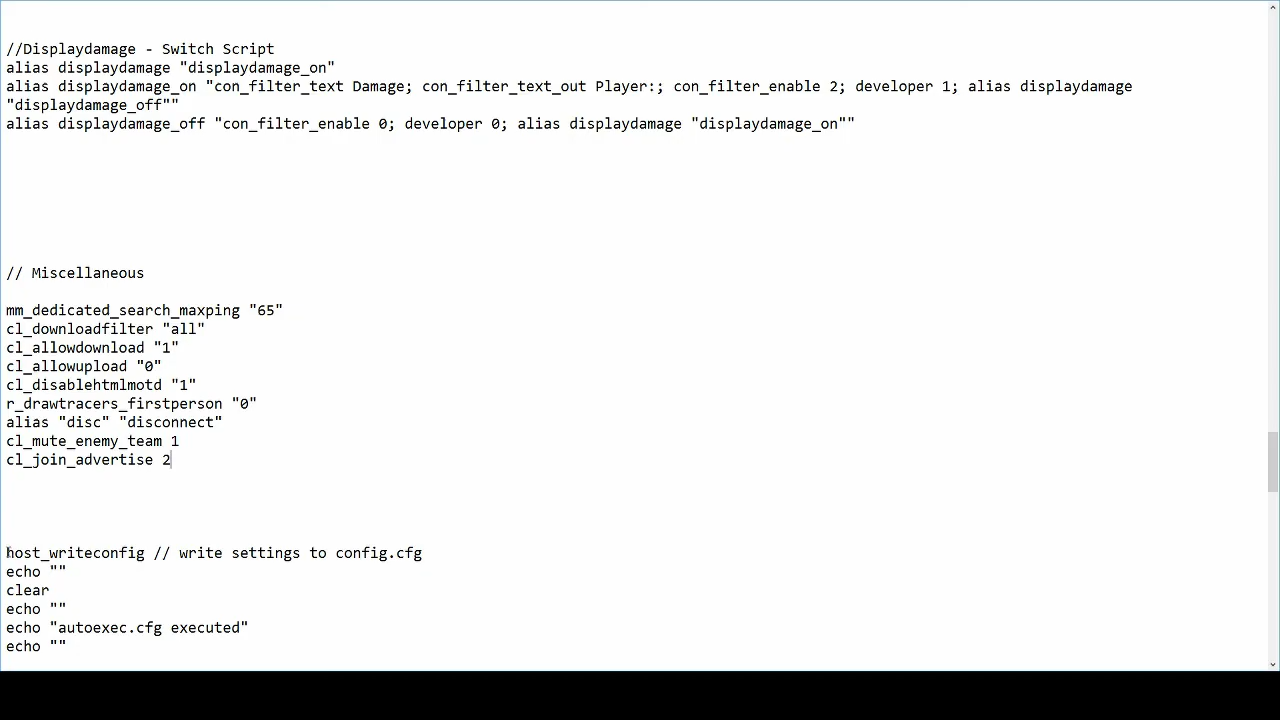 //Displaydamage - Switch Script
alias displaydamage "displaydamage_on"
alias displaydamage_on "con_filter_text Damage; con_filter_text_out Player:; con_filter_enable 2; developer 1; alias displaydamage
"displaydamage_off""
alias displaydamage_off "con_filter_enable 0; developer 0; alias displaydamage "displaydamage_on""
// Miscellaneous
mm_dedicated_search_maxping "65"
cl_downloadfilter "all"
cl_allowdownload "1"
cl_allowupload "0"
cl_disablehtmlmotd "1"
r_drawtracers_firstperson "0"
alias "disc" "disconnect"
cl_mute_enemy_team 1
cl_join_advertise 2
host_writeconfig // write settings to config.cfg
echo ""
clear
echo ""
echo "autoexec.cfg executed"
echo ""